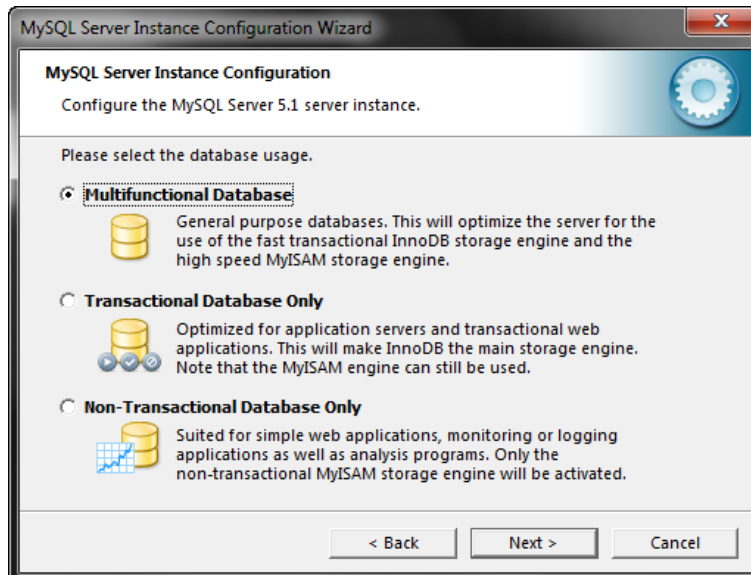 MySQL Server Instance Configuration Wizard
MySQL Server Instance Configuration
Configure the MySQL Server 5.1 server instance.
Please select the database usage.
Multifunctional Database
General purpose databases. This will optimize the server for the
use of the fast transactional InnoDB storage engine and the
high speed MyISAM storage engine.
Transactional Database Only
Optimized for application servers and transactional web
applications. This will make InnoDB the main storage engine.
Note that the MyISAM engine can still be used.
Non-Transactional Database Only
Suited for simple web applications, monitoring or logging
applications as well as analysis programs. Only the
non-transactional MyISAM storage engine will be activated.
< Back Next > Cancel